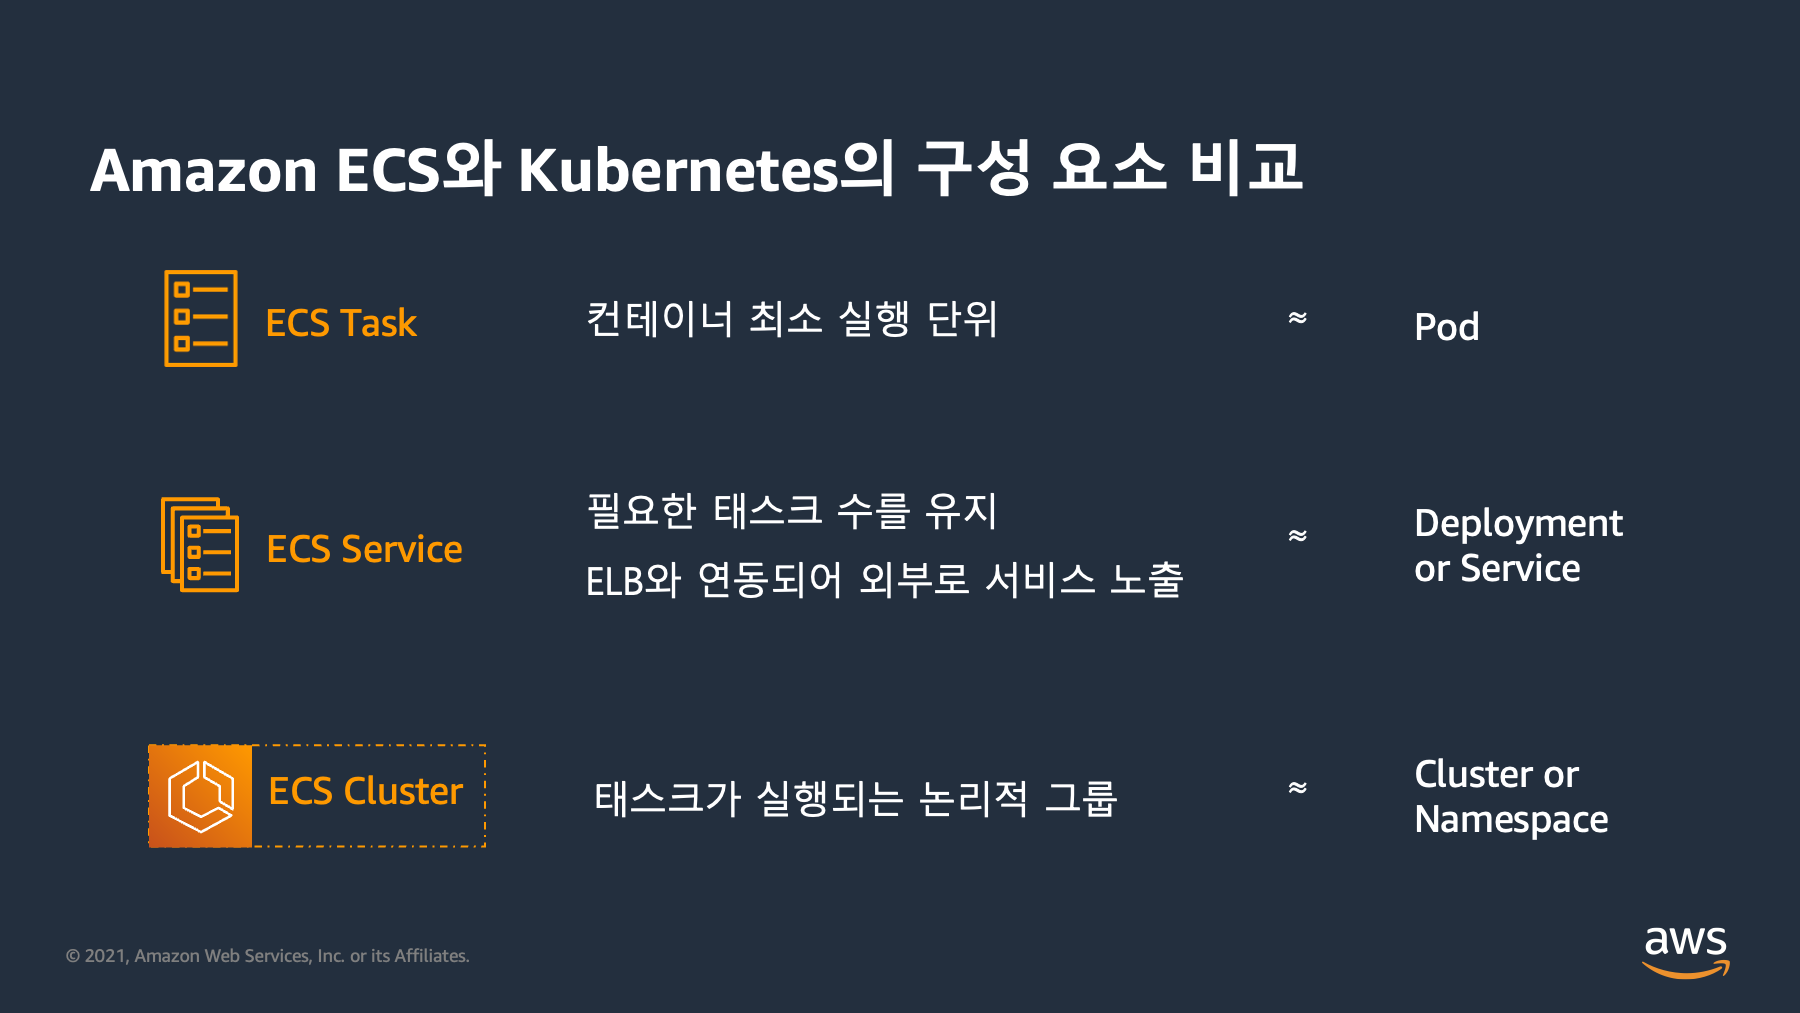 Amazon ECS와 Kubernetes의 구성 요소 비교
ECS Task
컨테이너 최소 실행 단위
≈
Pod
ECS Service
필요한 태스크 수를 유지
ELB와 연동되어 외부로 서비스 노출
≈
Deployment
or Service
ECS Cluster
태스크가 실행되는 논리적 그룹
≈
Cluster or
Namespace
© 2021, Amazon Web Services, Inc. or its Affiliates.
aws